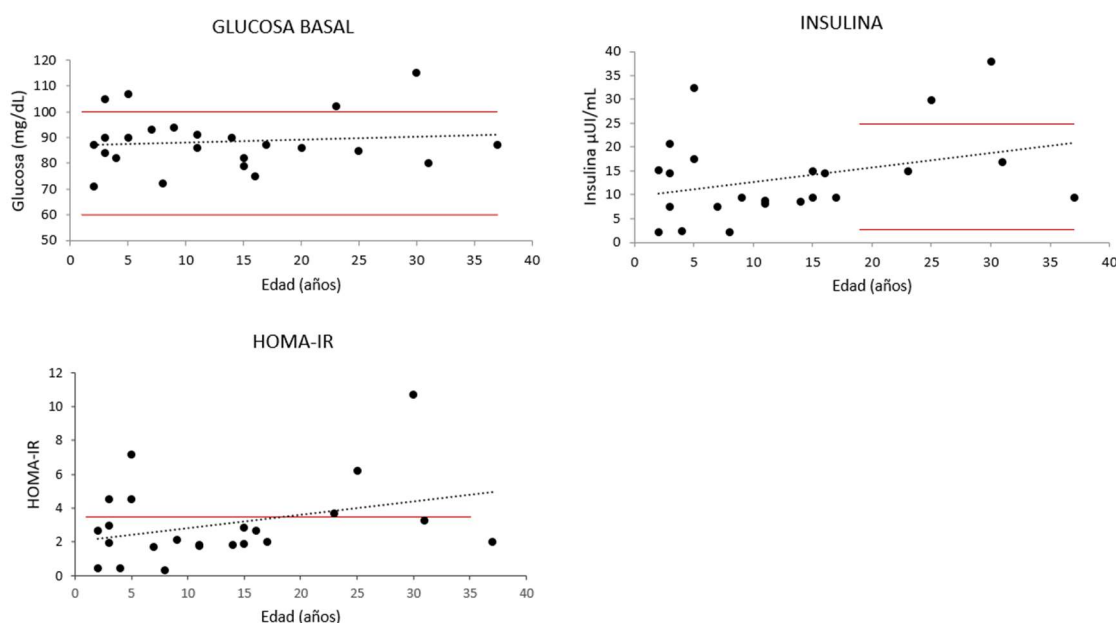 GLUCOSA BASAL
Glucosa (mg/dL)
120
110
100
90
80
70
60
50
0 5 10 15 20 25 30 35 40
Edad (años)
INSULINA
Insulina µUI/mL
40
35
30
25
20
15
10
5
0
0 5 10 15 20 25 30 35 40
Edad (años)
HOMA-IR
HOMA-IR
12
10
8
6
4
2
0
0 5 10 15 20 25 30 35 40
Edad (años)